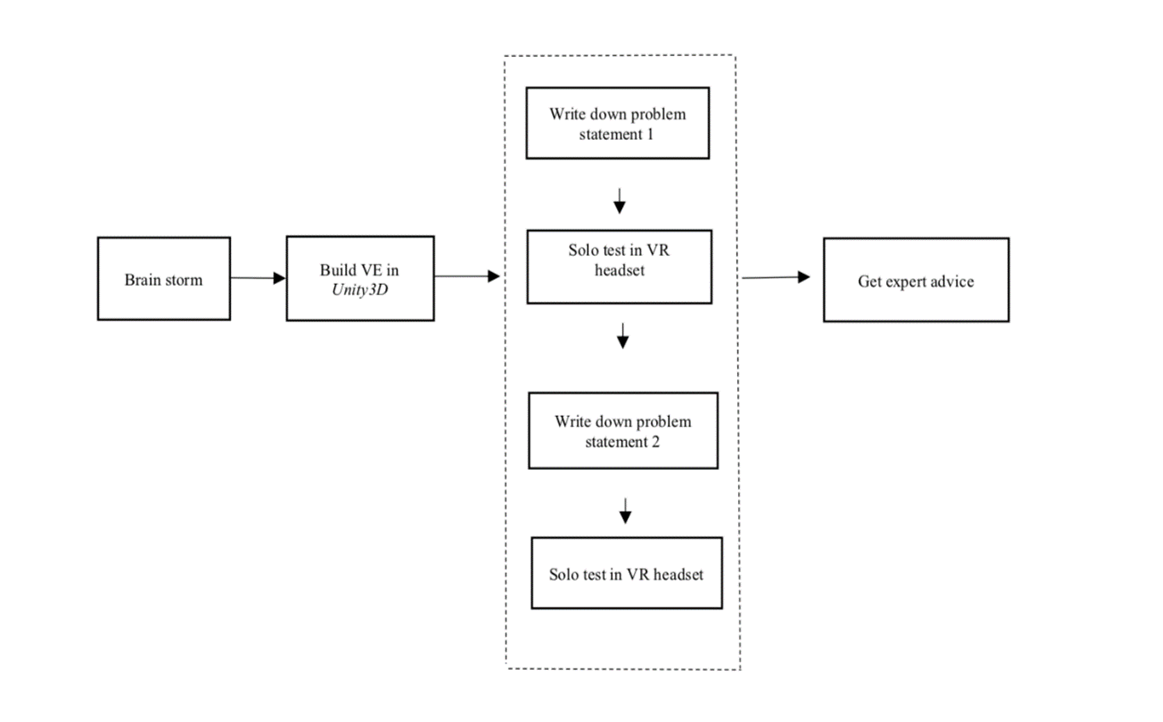 Brain storm
Build VE in
Unity3D
Write down problem
statement 1
Solo test in VR
headset
Write down problem
statement 2
Solo test in VR headset
Get expert advice